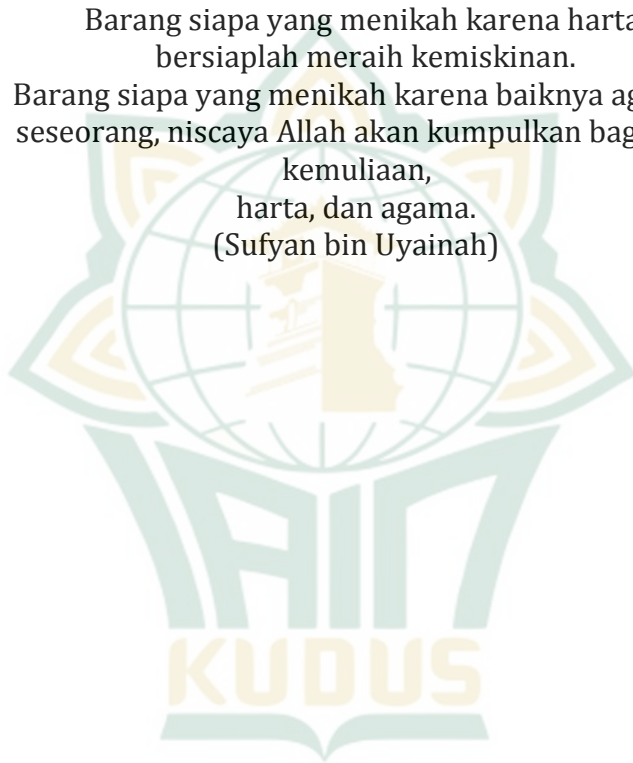 Barang siapa yang menikah karena harta
bersiaplah meraih kemiskinan.
Barang siapa yang menikah karena baiknya
seseorang, niscaya Allah akan kumpulkan
kemuliaan,
harta, dan agama.
(Sufyan bin Uyainah)
IAIN
KUDUS